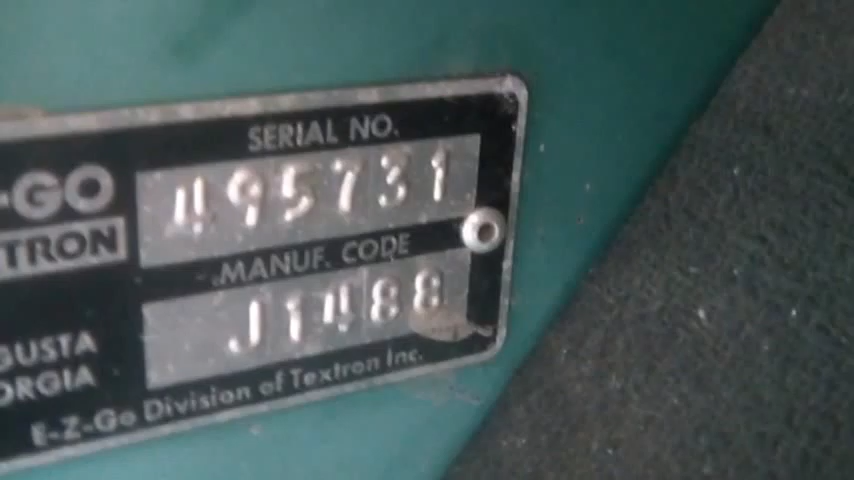 SERIAL NO.
495731
-GO
TRON
MANUF. CODE
J1488
GUSTA
ORGIA
E-Z-Go Division of Textron Inc.